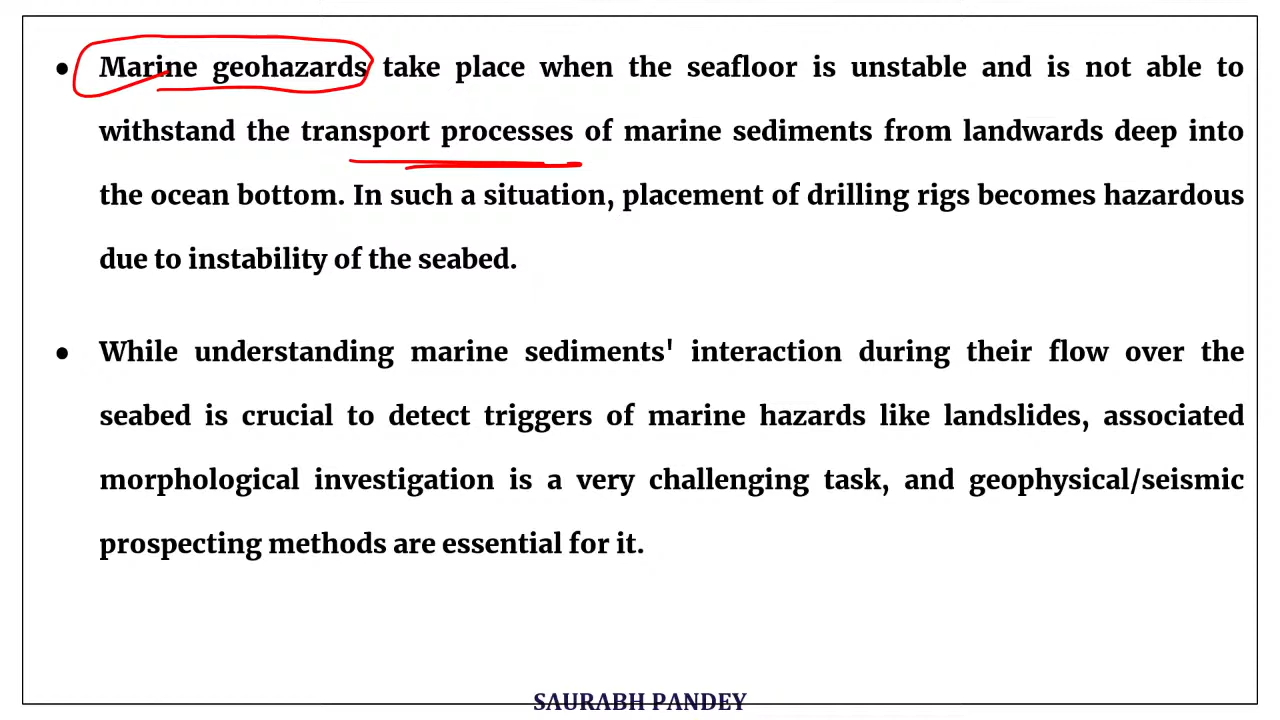 ● Marine geohazards take place when the seafloor is unstable and is not able to
withstand the transport processes of marine sediments from landwards deep into
the ocean bottom. In such a situation, placement of drilling rigs becomes hazardous
due to instability of the seabed.
● While understanding marine sediments' interaction during their flow over the
seabed is crucial to detect triggers of marine hazards like landslides, associated
morphological investigation is a very challenging task, and geophysical/seismic
prospecting methods are essential for it.
SAURABH PANDEY